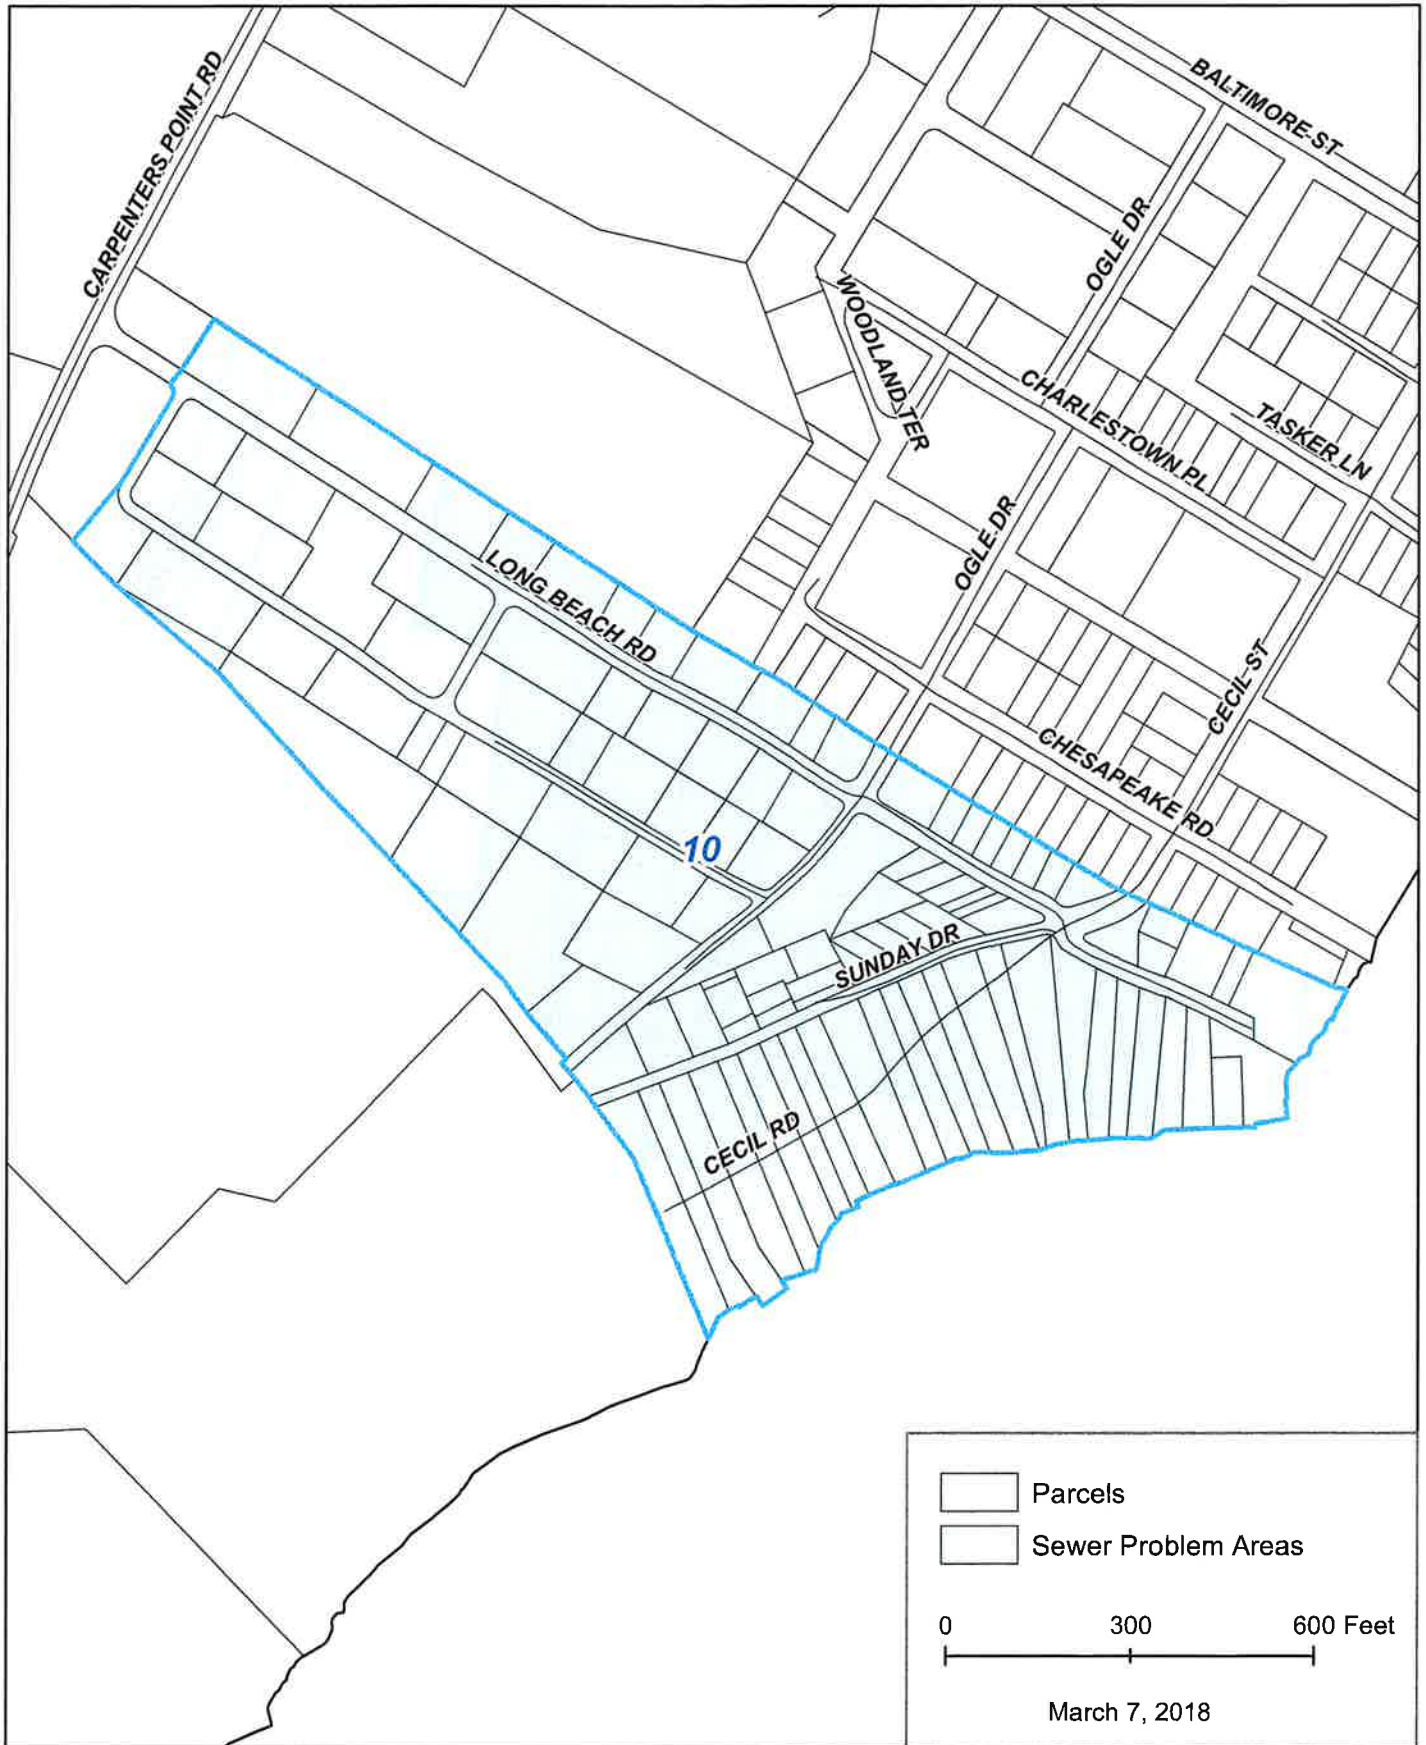 BALTIMORE ST
CARPENTERS POINT RD
OGLE DR
WOODLAND TER
CHARLESTOWN PL
TASKER LN
OGLE DR
LONG BEACH RD
CECIL ST
CHESAPEAKE RD
10
SUNDAY DR
CECIL RD
Parcels
Sewer Problem Areas
0 300 600 Feet
March 7, 2018